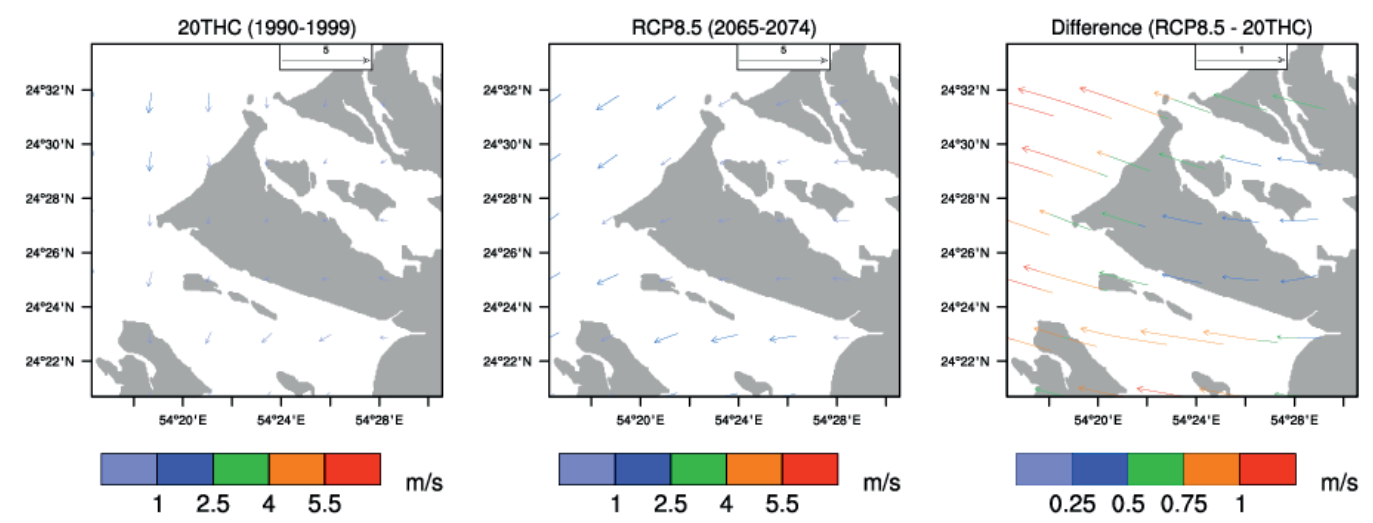 20THC (1990-1999)
5
24°32'N
24°30'N
24°28'N
24°26'N
24°24'N
24°22'N
54°20'E 54°24'E 54°28'E
1 2.5 4 5.5 m/s
RCP8.5 (2065-2074)
5
24°32'N
24°30'N
24°28'N
24°26'N
24°24'N
24°22'N
54°20'E 54°24'E 54°28'E
1 2.5 4 5.5 m/s
Difference (RCP8.5 - 20THC)
1
24°32'N
24°30'N
24°28'N
24°26'N
24°24'N
24°22'N
54°20'E 54°24'E 54°28'E
0.25 0.5 0.75 1 m/s